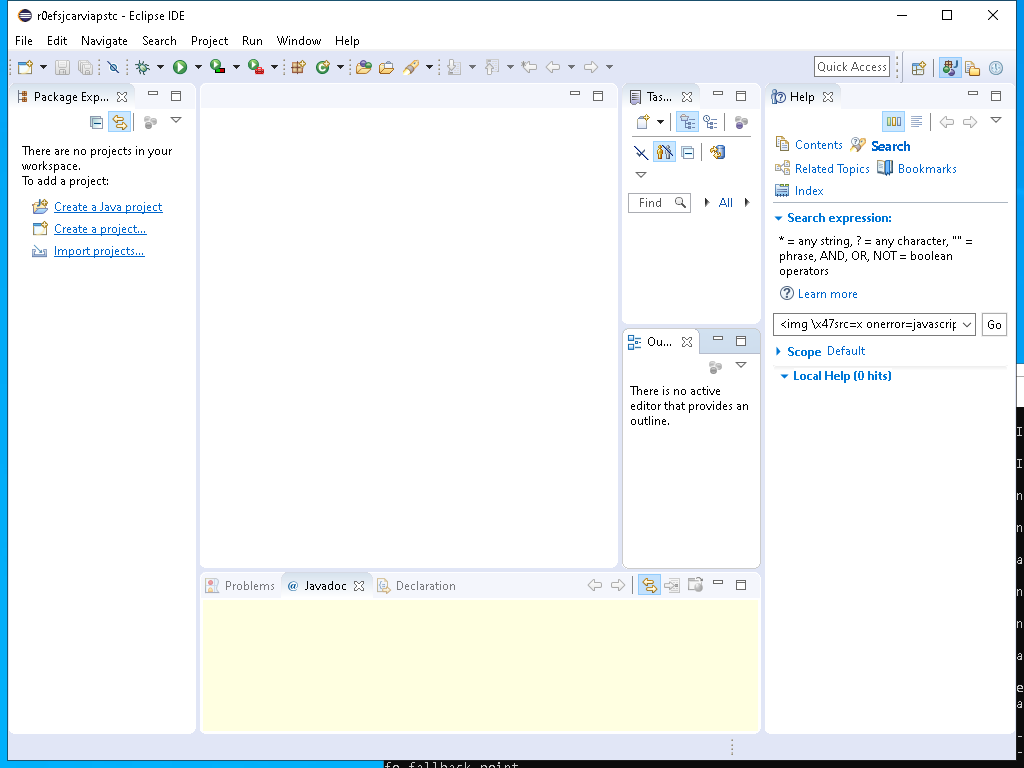 r0efsjcarviapstc - Eclipse IDE
File Edit Navigate Search Project Run Window Help
Quick Access
Package Exp...
There are no projects in your
workspace.
To add a project:
Create a Java project
Create a project...
Import projects...
Tas...
Find
All
Ou...
There is no active
editor that provides an
outline.
Help
Contents Search
Related Topics Bookmarks
Index
Search expression:
* = any string, ? = any character, "" =
phrase, AND, OR, NOT = boolean
operators
Learn more
<img \x47src=x onerror=javascrip
Go
Scope Default
Local Help (0 hits)
Problems @ Javadoc Declaration
fo fallback point